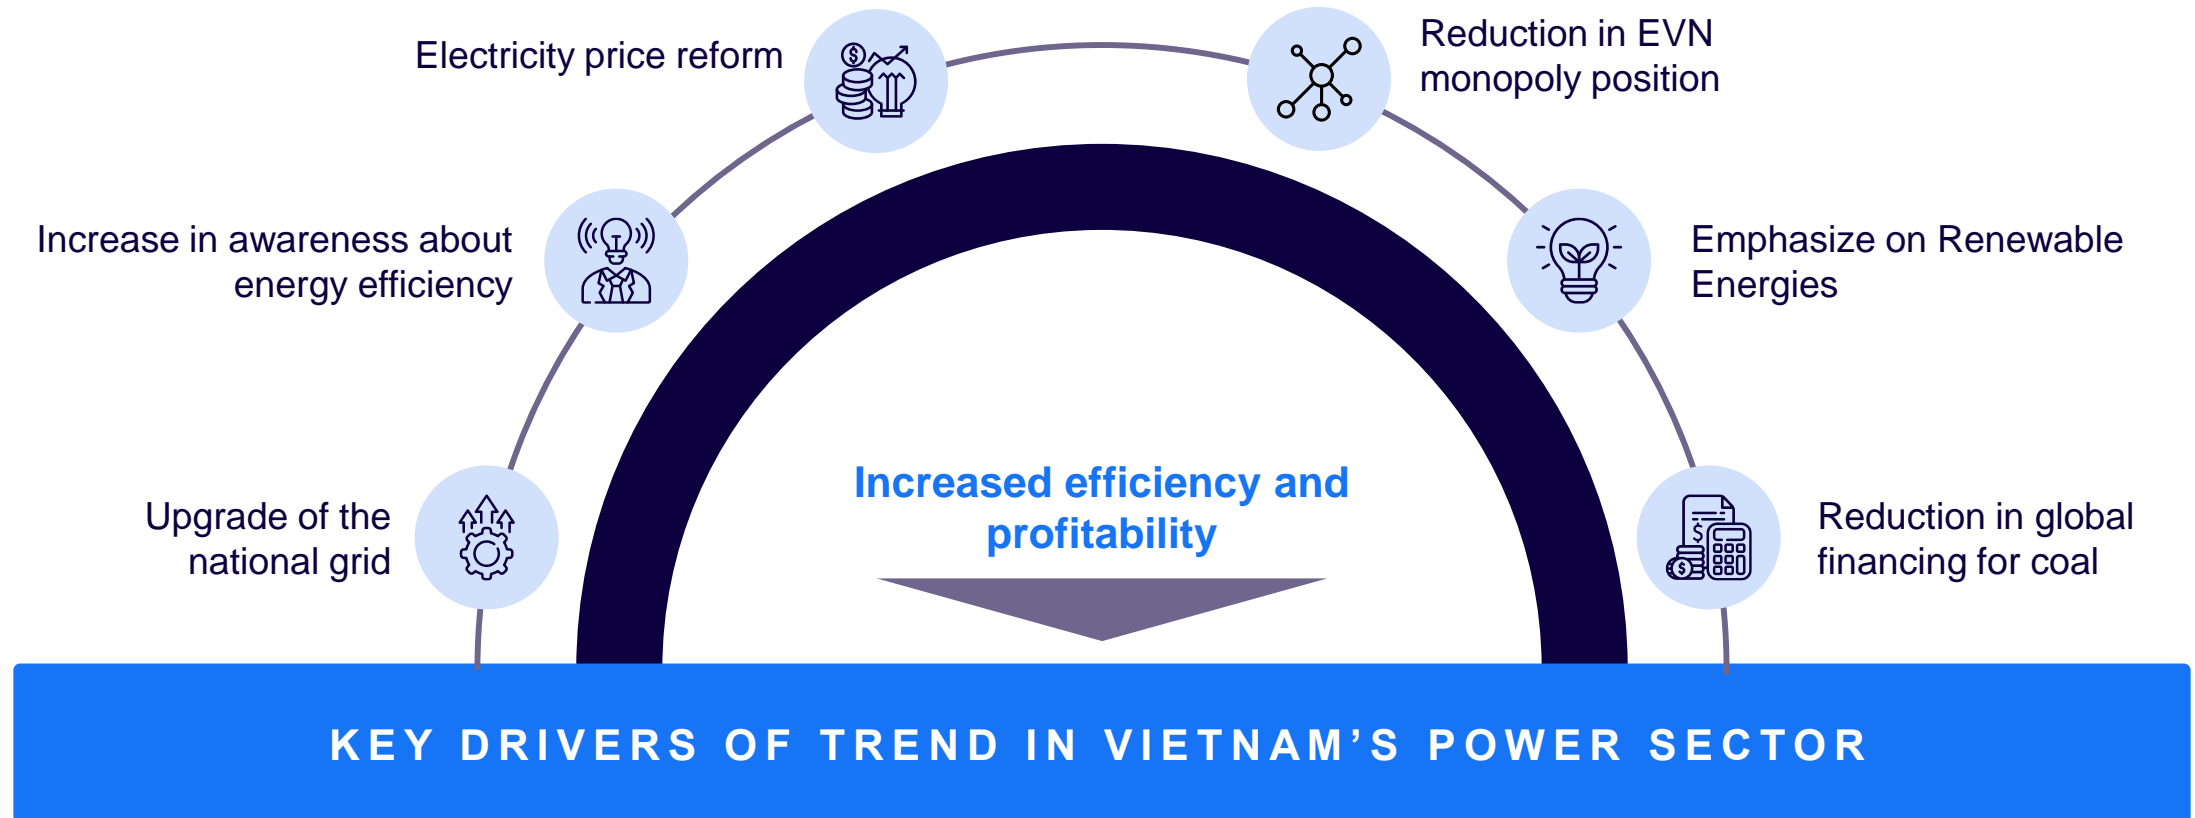 Electricity price reform
Reduction in EVN
monopoly position
Increase in awareness about
energy efficiency
Emphasize on Renewable
Energies
Upgrade of the
national grid
Reduction in global
financing for coal
Increased efficiency and
profitability
KEY DRIVERS OF TREND IN VIETNAM’S POWER SECTOR